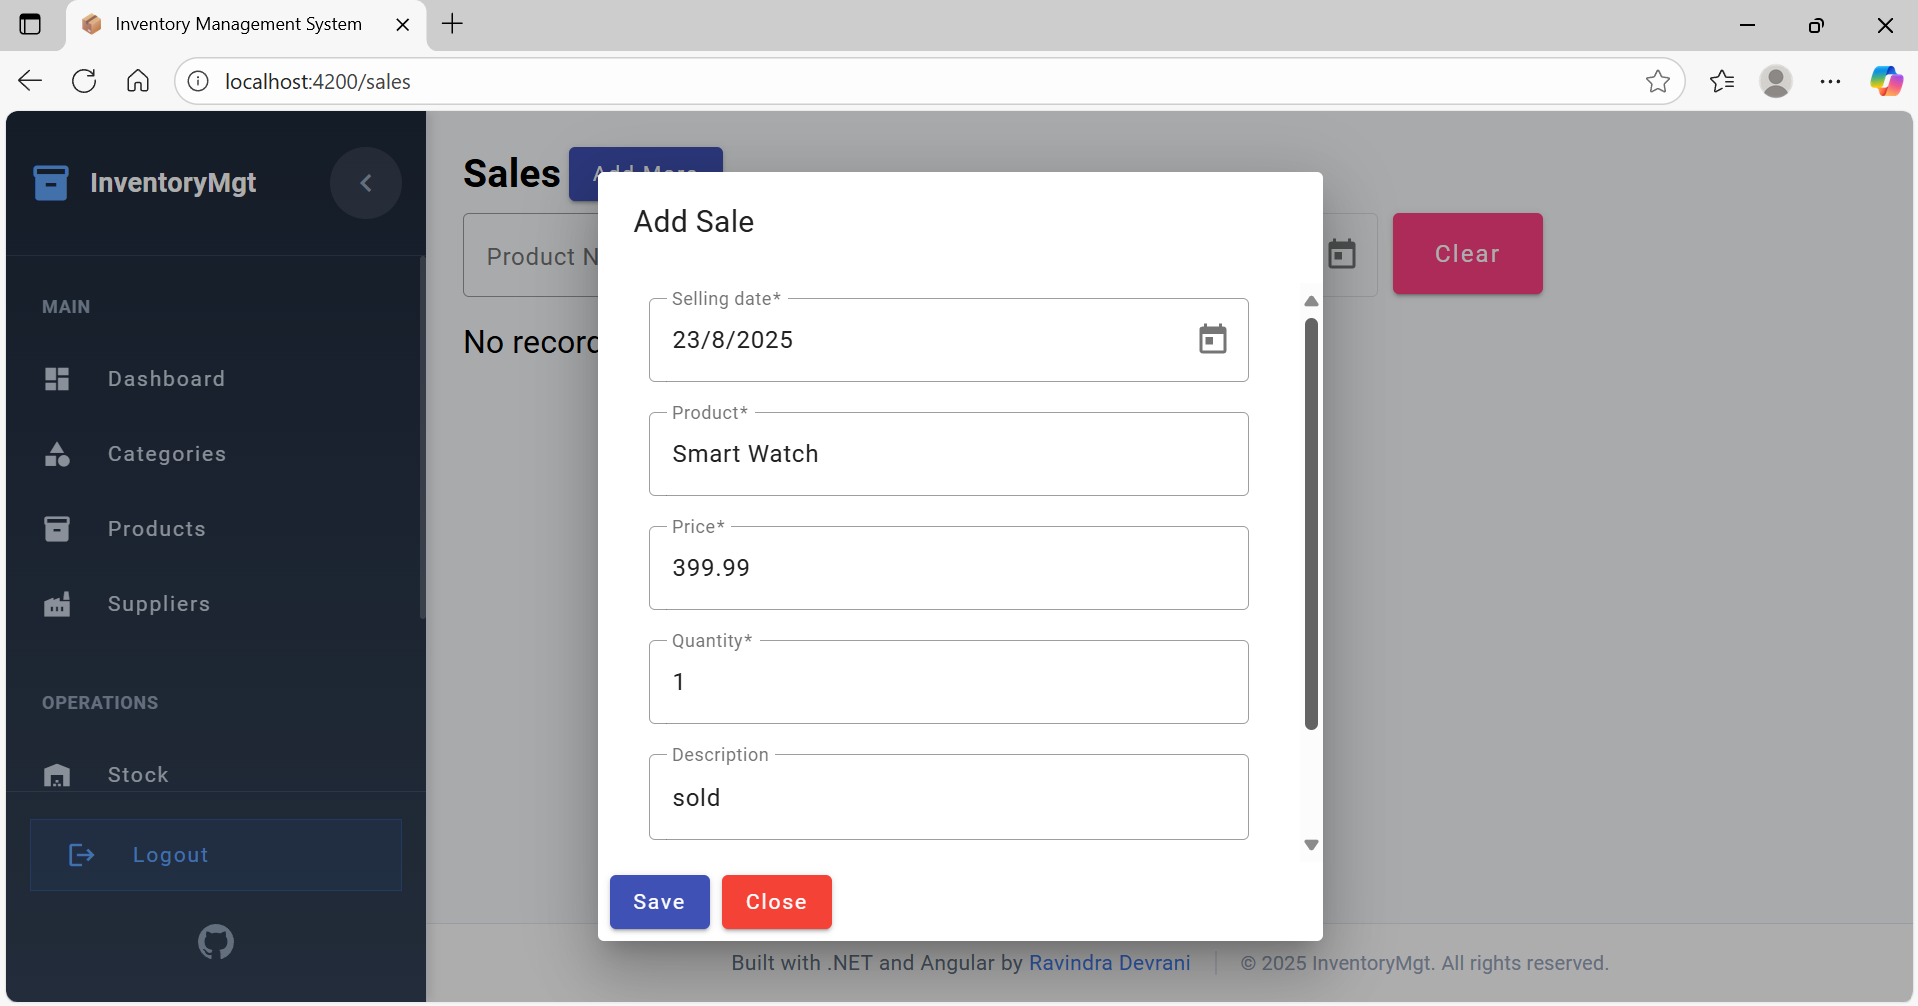 Inventory Management System
localhost:4200/sales
InventoryMgt
MAIN
Dashboard
Categories
Products
Suppliers
OPERATIONS
Stock
Logout
Sales
Add More
Product N
Clear
No record
Add Sale
Selling date*
23/8/2025
Product*
Smart Watch
Price*
399.99
Quantity*
1
Description
sold
Save
Close
Built with .NET and Angular by Ravindra Devrani
© 2025 InventoryMgt. All rights reserved.